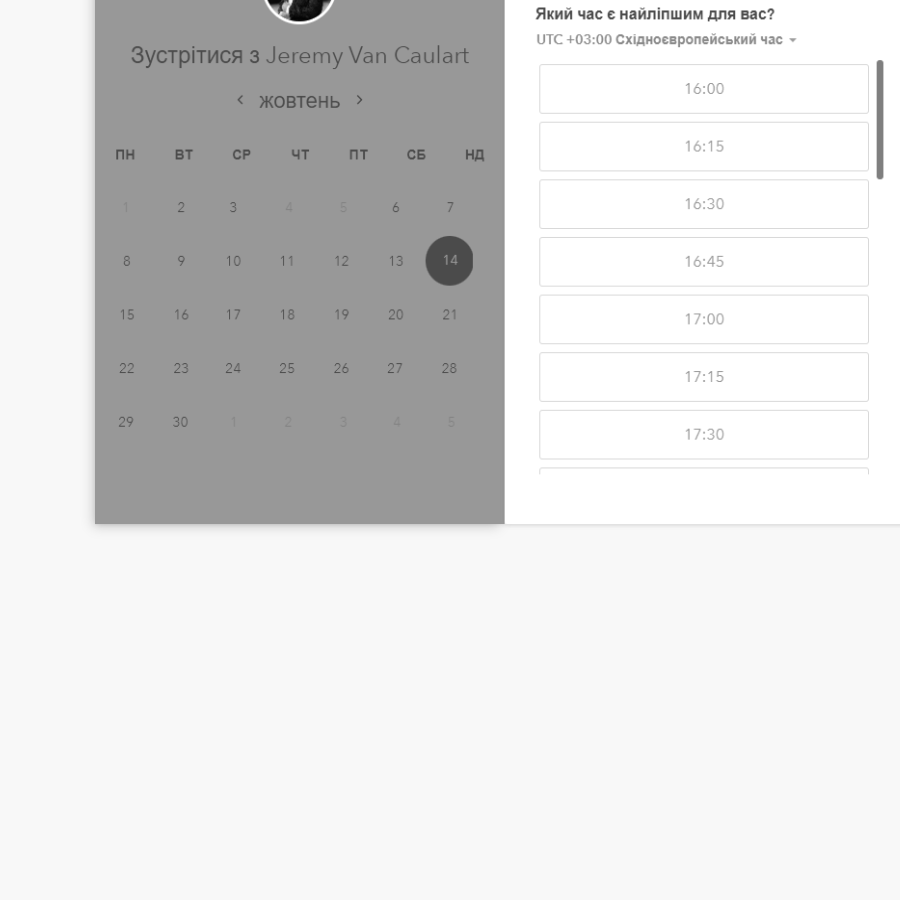 Зустрітися з Jeremy Van Caulart
жовтень
ПН ВТ СР ЧТ ПТ СБ НД
1 2 3 4 5 6 7
8 9 10 11 12 13 14
15 16 17 18 19 20 21
22 23 24 25 26 27 28
29 30 1 2 3 4 5
Який час є найліпшим для вас?
UTC +03:00 Східноєвропейський час
16:00
16:15
16:30
16:45
17:00
17:15
17:30